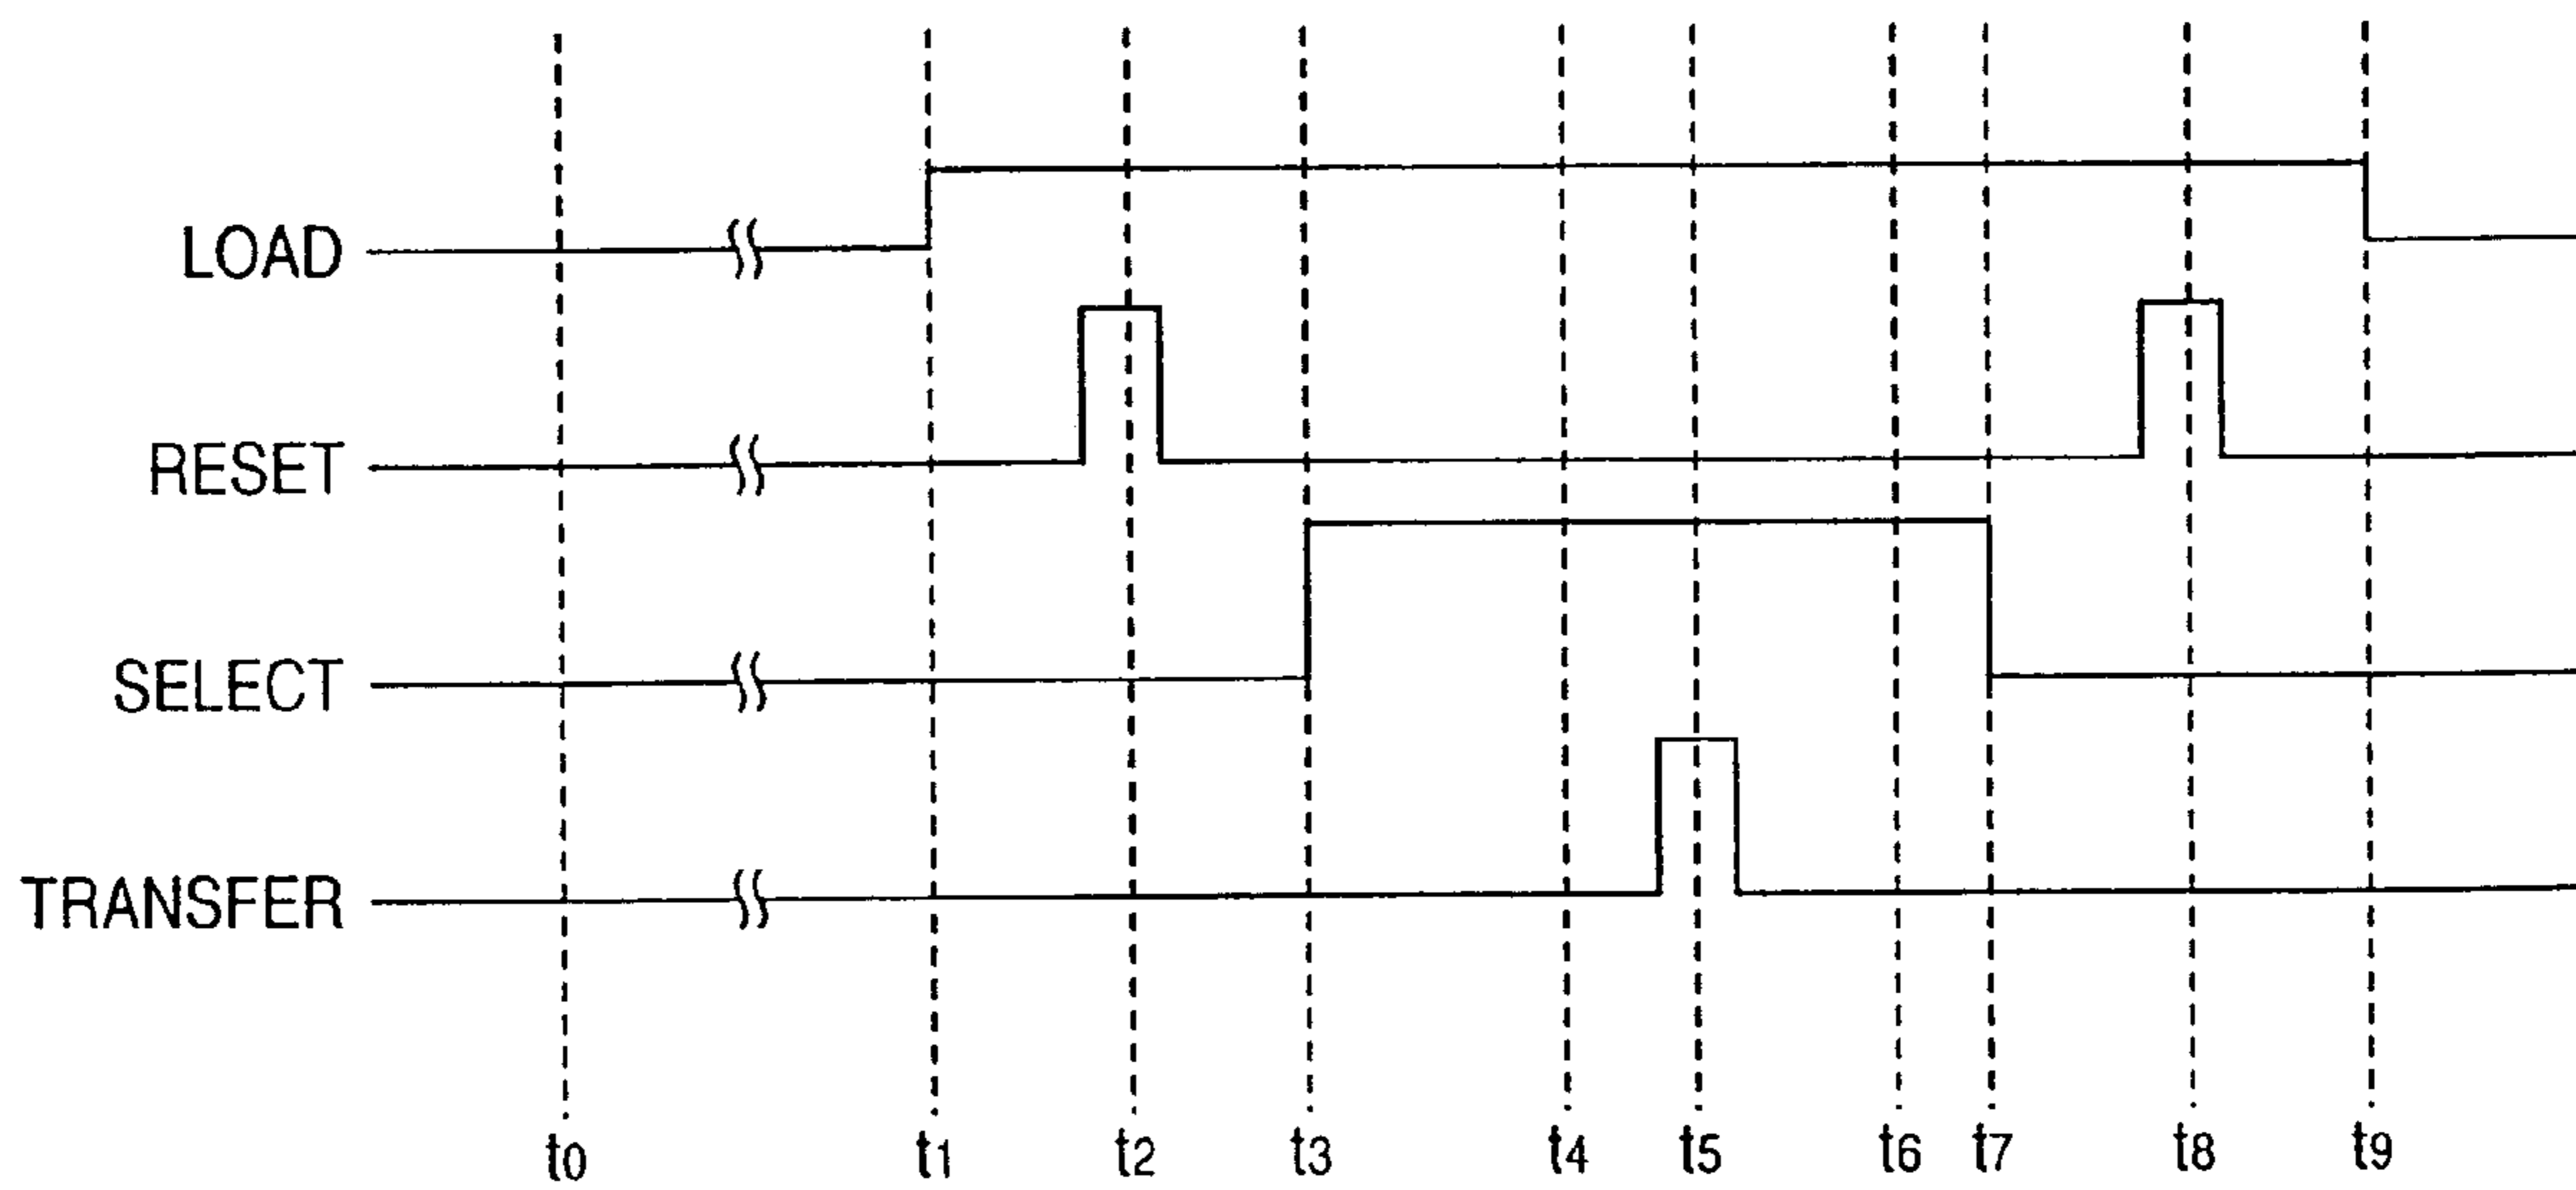 LOAD
RESET
SELECT
TRANSFER
t0 t1 t2 t3 t4 t5 t6 t7 t8 t9